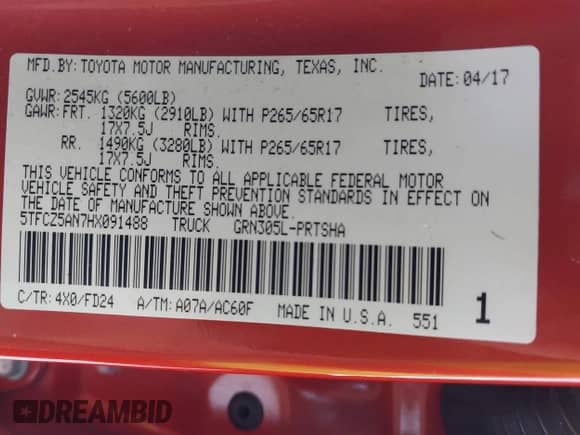 MFD.BY:TOYOTA MOTOR MANUFACTURING, TEXAS, INC.
DATE:04/17
GVWR:2545KG (5600LB)
GAWR:FRT. 1320KG (2910LB) WITH P265/65R17 TIRES,
17X7.5J RIMS.
RR. 1490KG (3280LB) WITH P265/65R17 TIRES,
17X7.5J RIMS.
THIS VEHICLE CONFORMS TO ALL APPLICABLE FEDERAL MOTOR
VEHICLE SAFETY AND THEFT PREVENTION STANDARDS IN EFFECT ON
THE DATE OF MANUFACTURE SHOWN ABOVE.
5TFCZ5AN7HX091488 TRUCK GRN305L-PRTSHA
C/TR:4X0/FD24 A/TM:A07A/AC60F MADE IN U.S.A. 551
1
DREAMBID